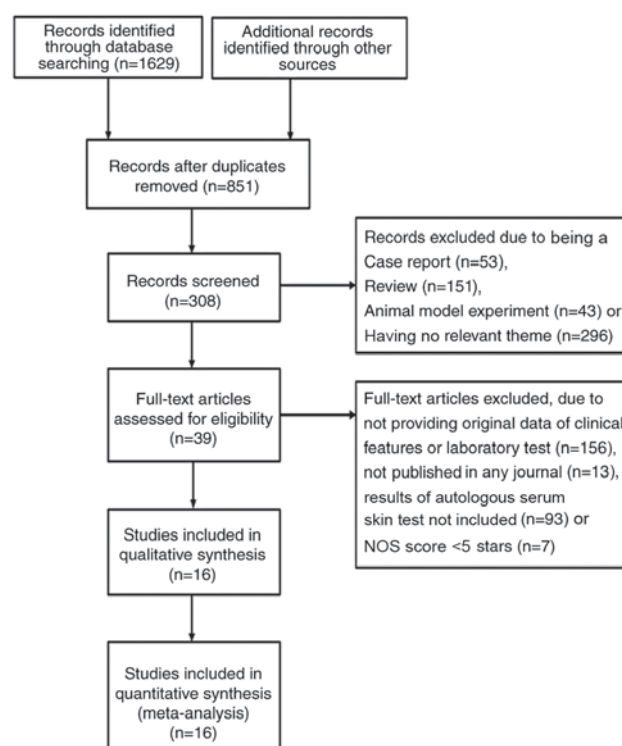 Records identified
through database
searching (n=1629)
Additional records
identified through other
sources
Records after duplicates
removed (n=851)
Records screened
(n=308)
Records excluded due to being a
Case report (n=53),
Review (n=151),
Animal model experiment (n=43) or
Having no relevant theme (n=296)
Full-text articles
assessed for eligibility
(n=39)
Full-text articles excluded, due to
not providing original data of clinical
features or laboratory test (n=156),
not published in any journal (n=13),
results of autologous serum
skin test not included (n=93) or
NOS score <5 stars (n=7)
Studies included in
qualitative synthesis
(n=16)
Studies included in
quantitative synthesis
(meta-analysis)
(n=16)